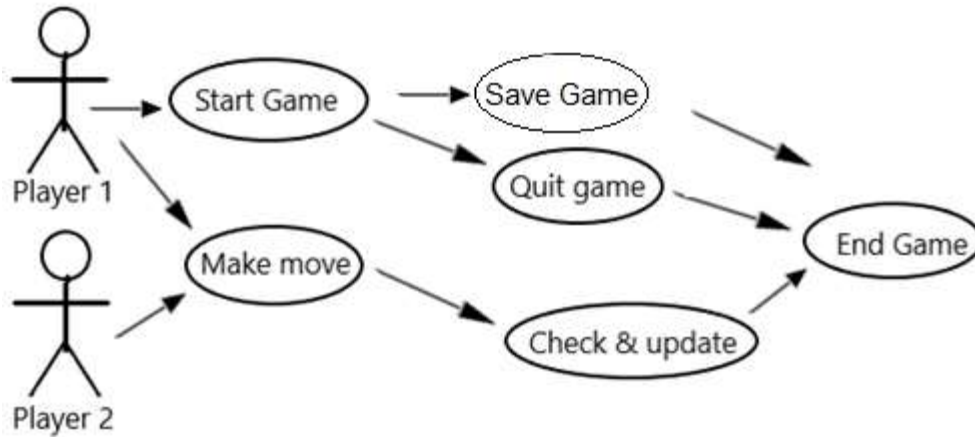 Start Game
Save Game
Player 1
Quit game
Make move
End Game
Check & update
Player 2